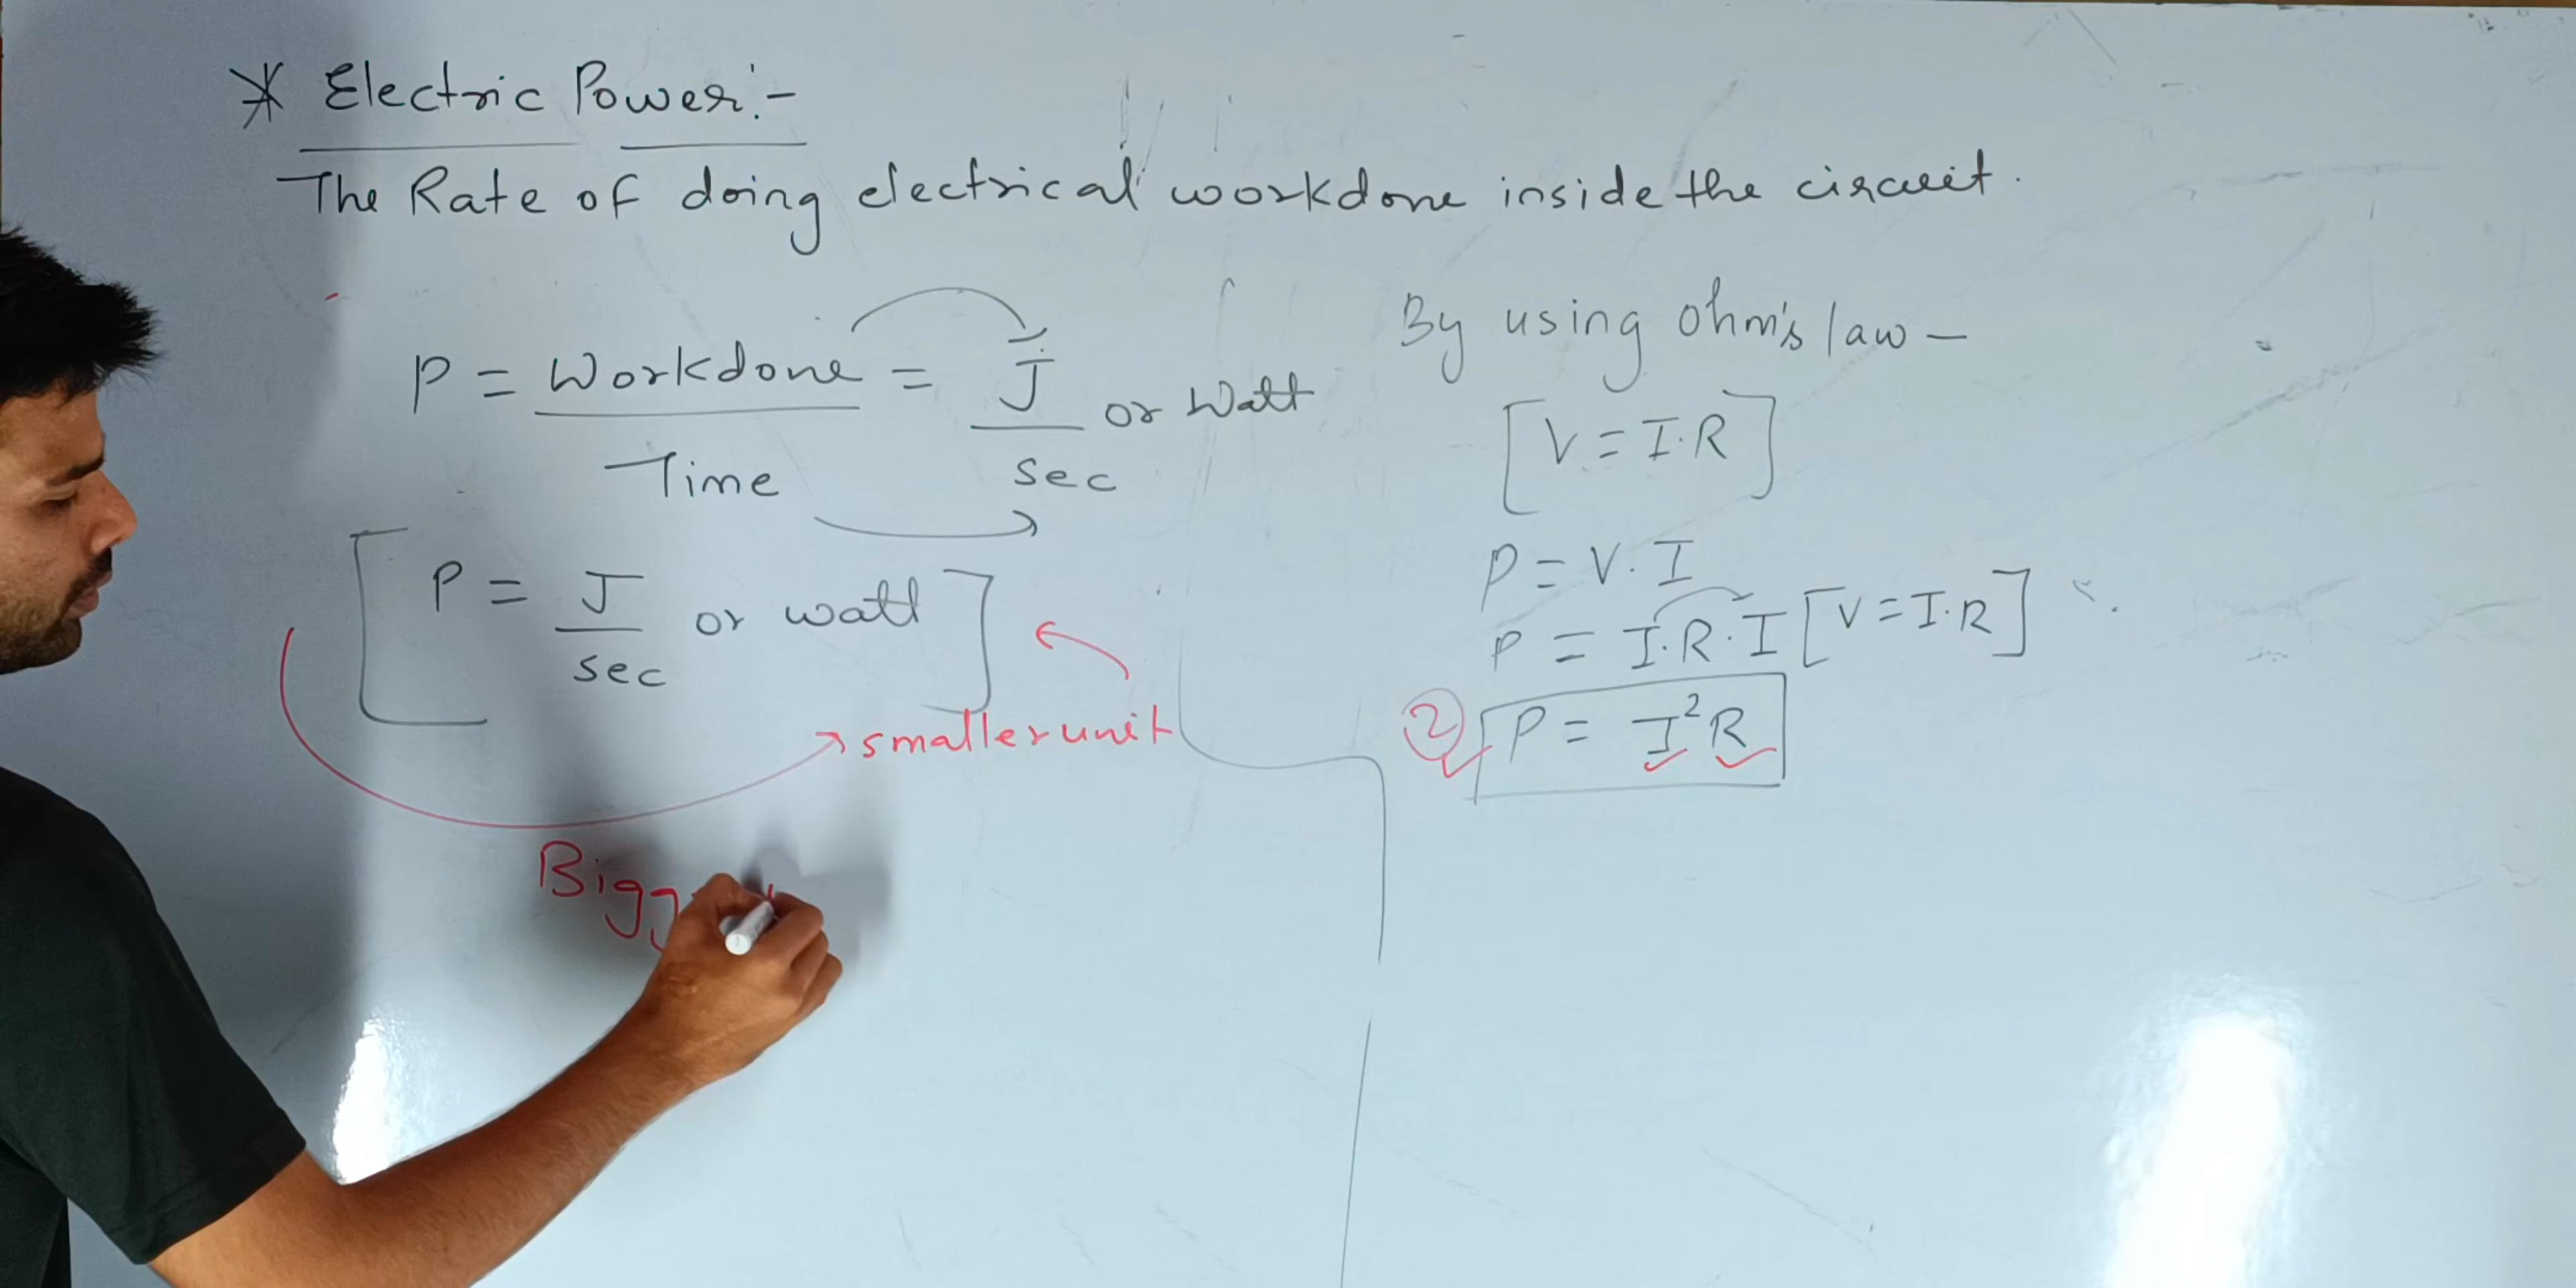 * Electric Power:-
The Rate of doing electrical workdone inside the circuit.
P = Workdone = J or Watt
Time sec
[P = J or watt]
sec
smaller unit
Bigg
By using Ohm's law -
[V = I.R]
P = V. I
P = I.R.I [V = I.R]
② P = I²R